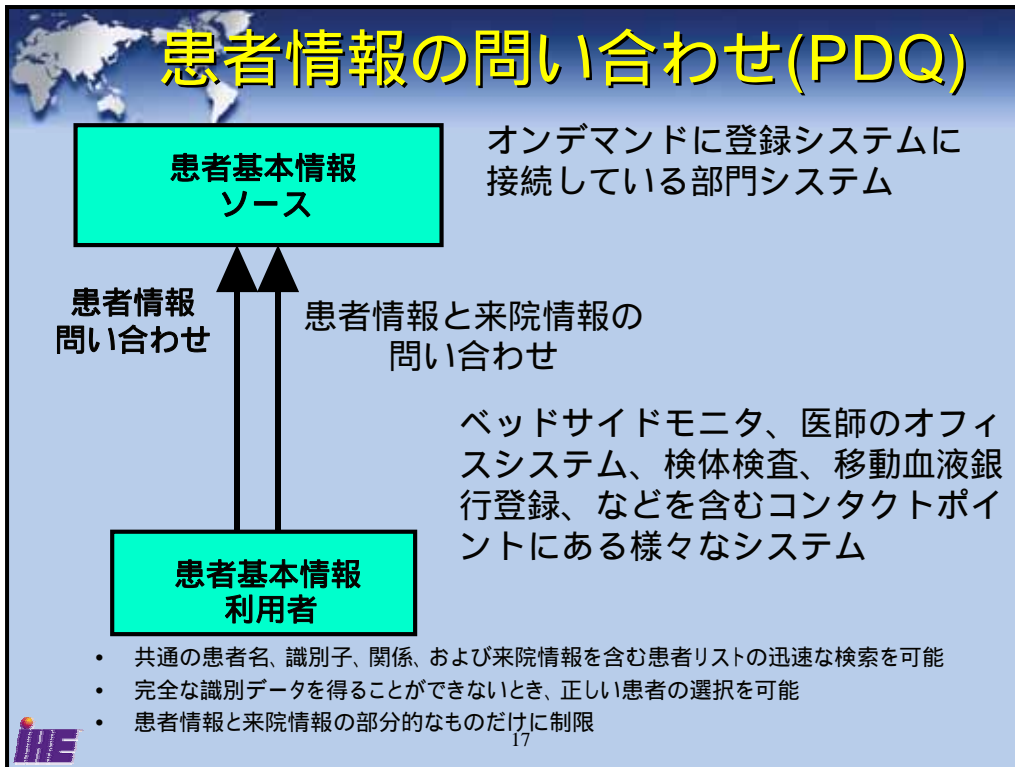 患者情報の問い合わせ(PDQ)
患者基本情報
ソース
オンデマンドに登録システムに
接続している部門システム
患者情報
問い合わせ
患者情報と来院情報の
問い合わせ
ベッドサイドモニタ、医師のオフィ
スシステム、検体検査、移動血液銀
行登録、などを含むコンタクトポイ
ントにある様々なシステム
患者基本情報
利用者
• 共通の患者名、識別子、関係、および来院情報を含む患者リストの迅速な検索を可能
• 完全な識別データを得ることができないとき、正しい患者の選択を可能
• 患者情報と来院情報の部分的なものだけに制限
17
IHE